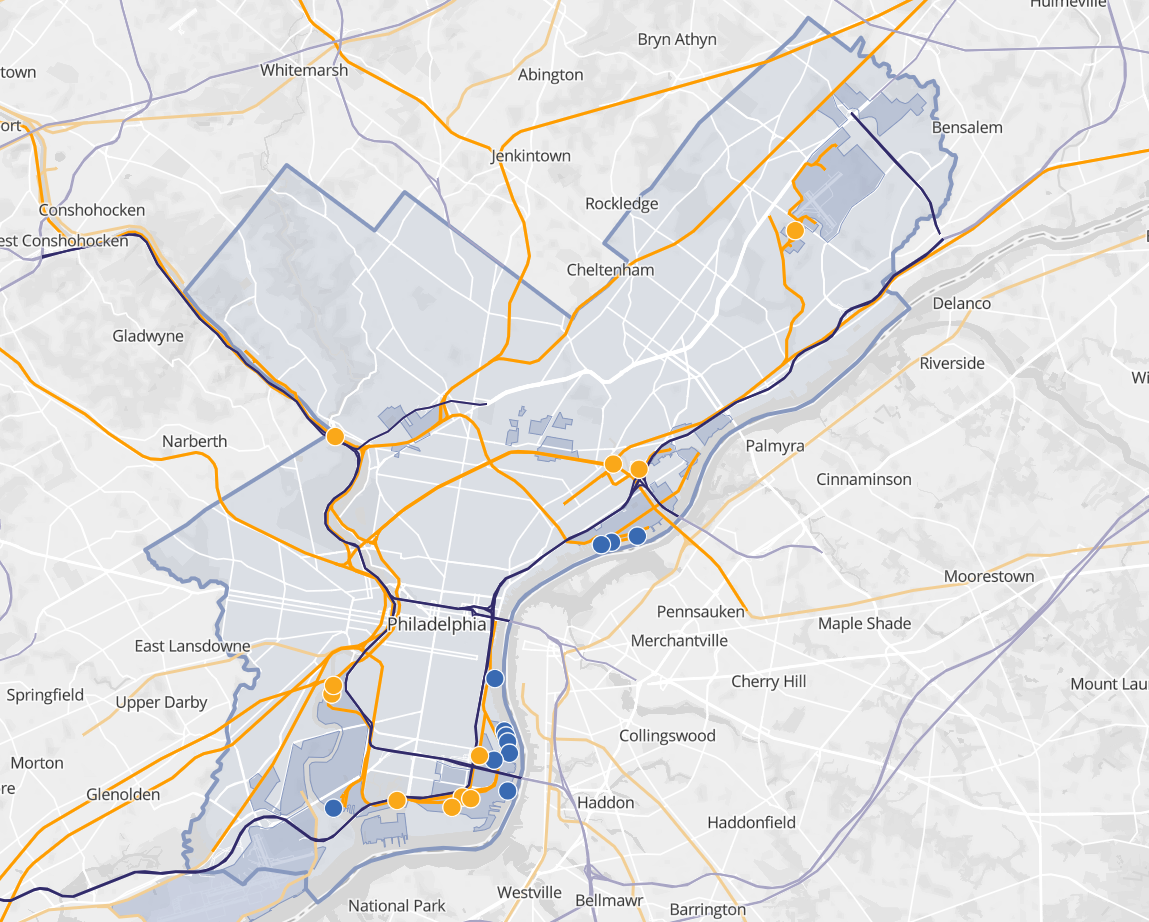 Hulmeville
Bryn Athyn
Whitemarsh
Abington
town
ort
Bensalem
Jenkintown
Rockledge
Conshohocken
est Conshohocken
Cheltenham
Delanco
Gladwyne
Riverside
Wi
Narberth
Palmyra
Cinnaminson
Moorestown
Pennsauken
Maple Shade
Philadelphia
Merchantville
East Lansdowne
Cherry Hill
Springfield
Upper Darby
Mount Lau
Collingswood
Morton
re
Glenolden
Haddon
Haddonfield
Westville
Bellmawr
National Park
Barrington